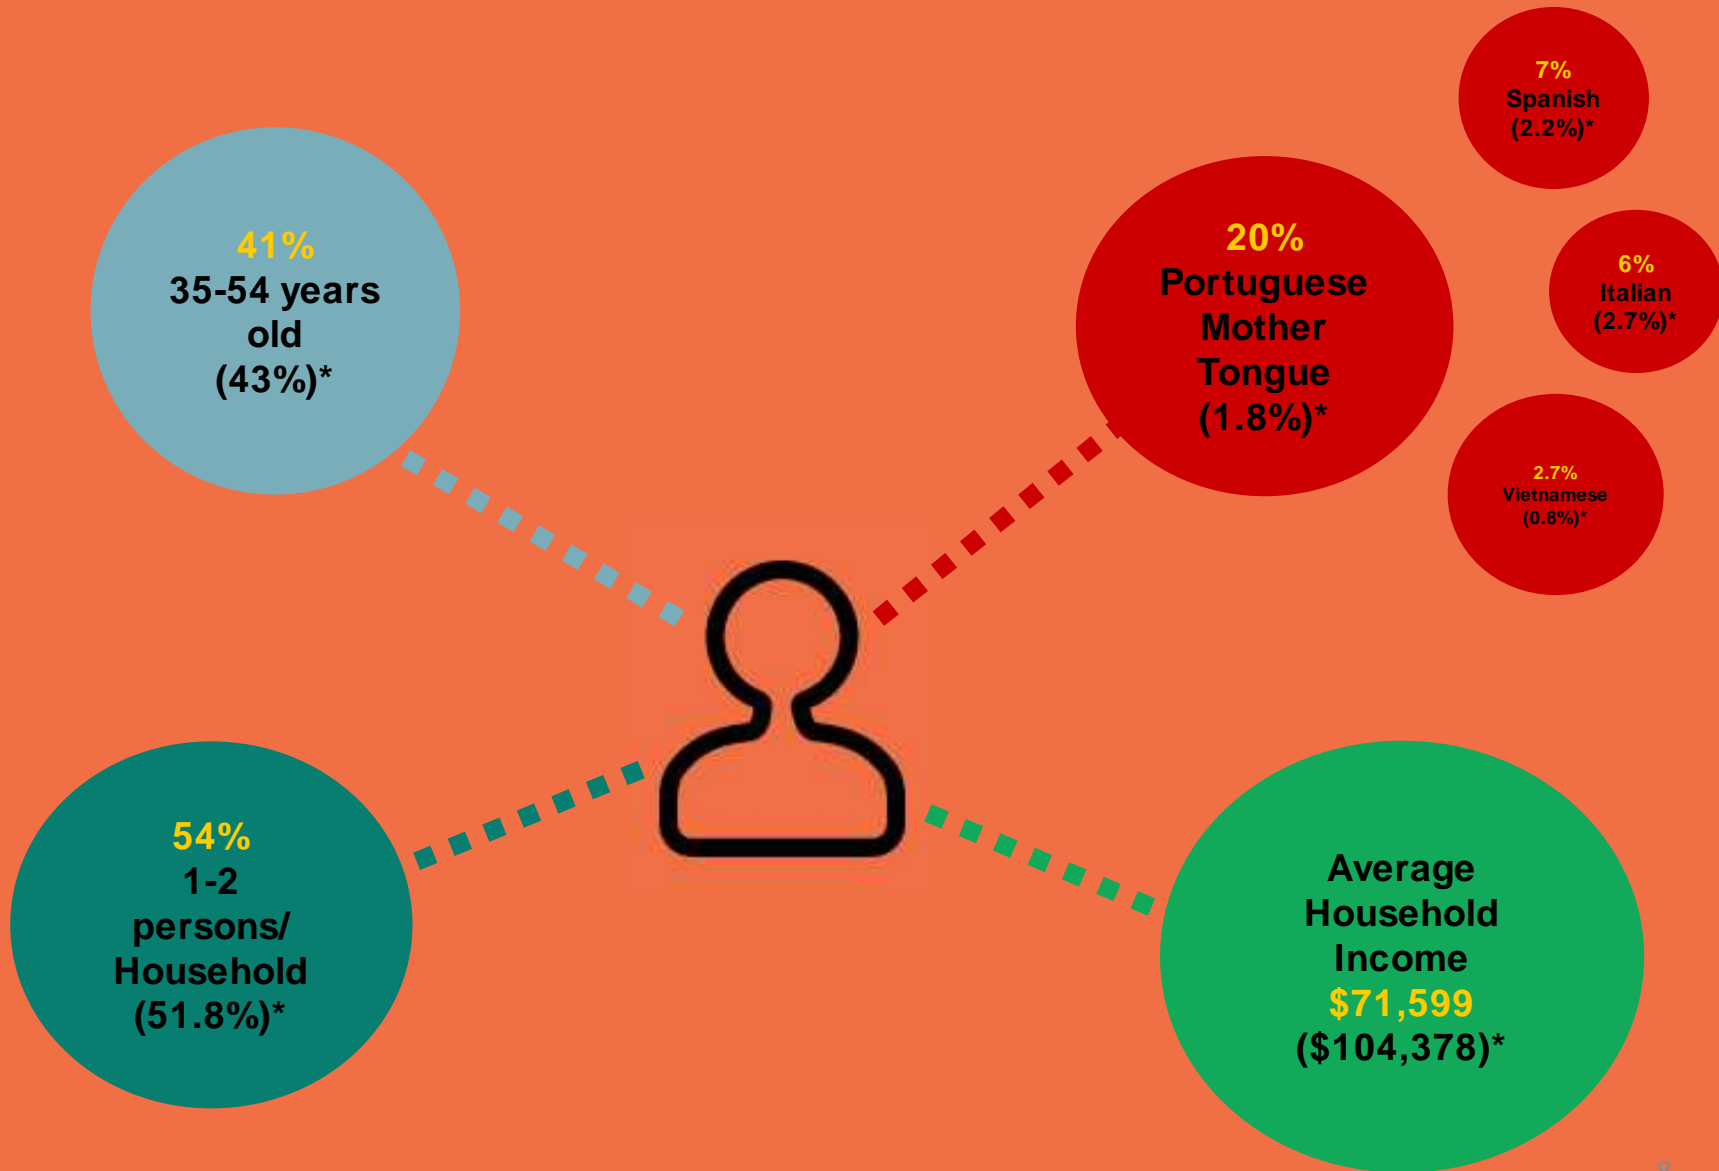 7%
Spanish
(2.2%)*
41%
35-54 years
old
(43%)*
20%
Portuguese
Mother
Tongue
(1.8%)*
6%
Italian
(2.7%)*
2.7%
Vietnamese
(0.8%)*
54%
1-2
persons/
Household
(51.8%)*
Average
Household
Income
$71,599
($104,378)*